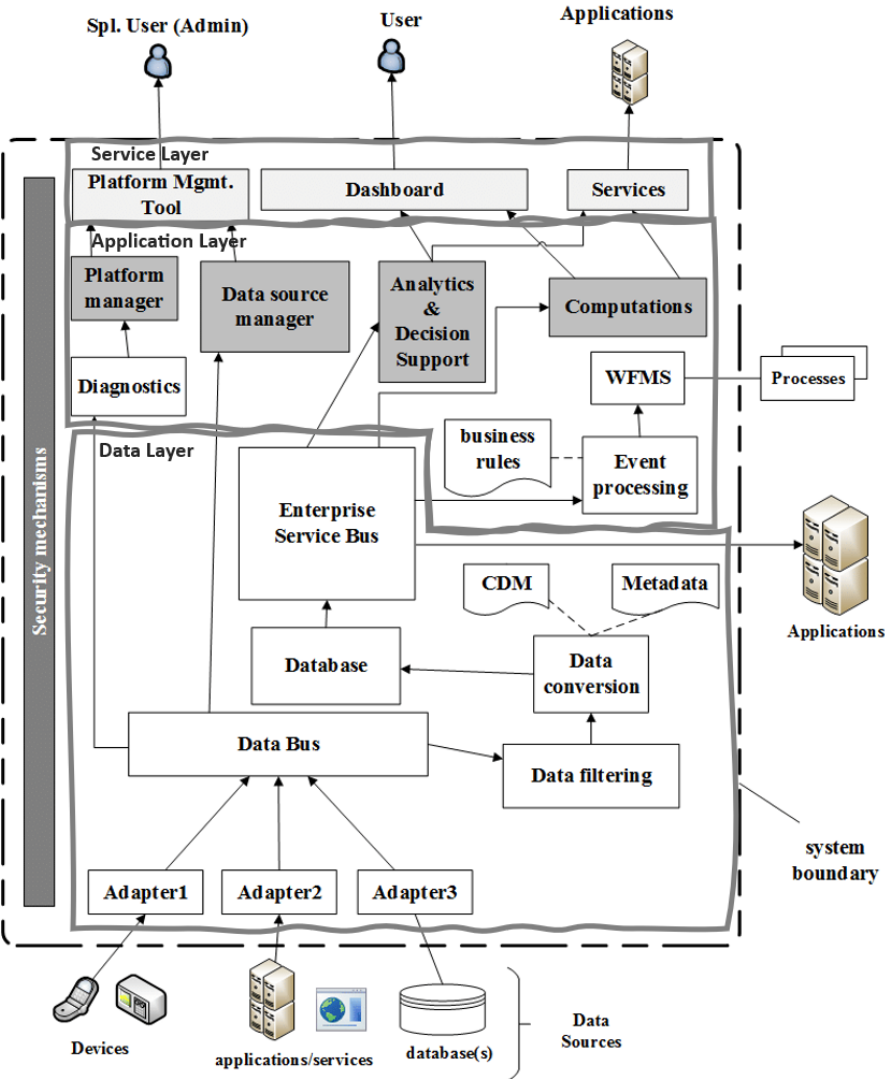 Spl. User (Admin)
User
Applications
Service Layer
Platform Mgmt.
Tool
Dashboard
Services
Application Layer
Platform
manager
Data source
manager
Analytics
&
Decision
Support
Computations
Diagnostics
WFMS
Processes
business
rules
Event
processing
Data Layer
Enterprise
Service Bus
Security mechanisms
CDM
Metadata
Applications
Database
Data
conversion
Data Bus
Data filtering
system
boundary
Adapter1
Adapter2
Adapter3
Devices
applications/services
database(s)
Data
Sources